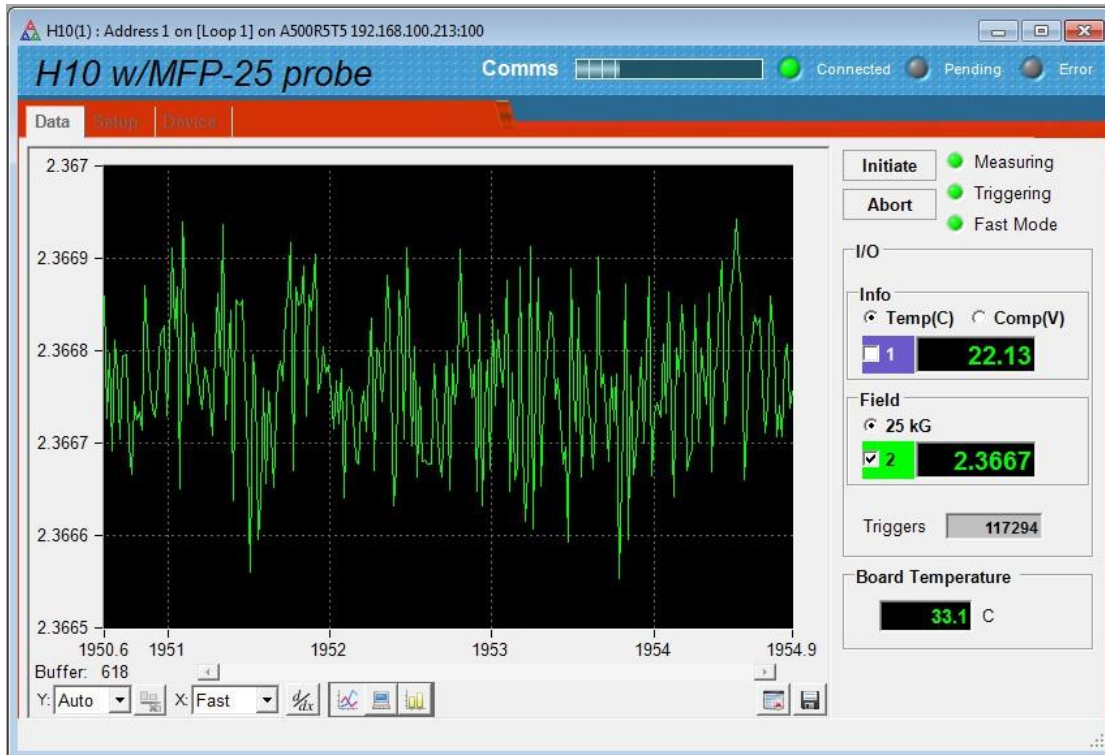 H10(1) : Address 1 on [Loop 1] on A500R5T5 192.168.100.213:100
H10 w/MFP-25 probe
Comms
Connected
Pending
Error
Data
Setup
Device
2.367
2.3669
2.3668
2.3667
2.3666
2.3665
1950.6
1951
1952
1953
1954
1954.9
Buffer: 618
Y: Auto
X: Fast
d/dx
Initiate
Measuring
Triggering
Abort
Fast Mode
I/O
Info
Temp(C)
Comp(V)
1
22.13
Field
25 kG
2
2.3667
Triggers
117294
Board Temperature
33.1 C